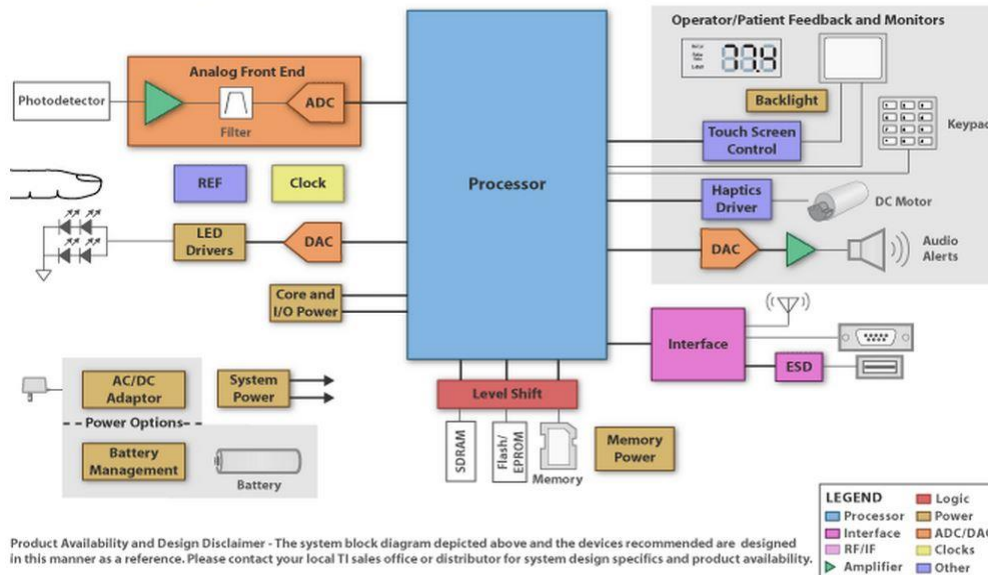 Operator/Patient Feedback and Monitors
Analog Front End
Photodetector
Filter
ADC
77.4
Backlight
Touch Screen
Control
Keypad
REF
Clock
Processor
Haptics
Driver
DC Motor
LED
Drivers
DAC
DAC
Audio
Alerts
Core and
I/O Power
Interface
ESD
AC/DC
Adaptor
System
Power
Level Shift
Power Options
Battery
Management
Battery
SDRAM
Flash/
EPROM
Memory
Memory
Power
LEGEND
Processor
Interface
RF/IF
Amplifier
Logic
Power
ADC/DAC
Clocks
Other
Product Availability and Design Disclaimer - The system block diagram depicted above and the devices recommended are designed
in this manner as a reference. Please contact your local TI sales office or distributor for system design specifics and product availability.